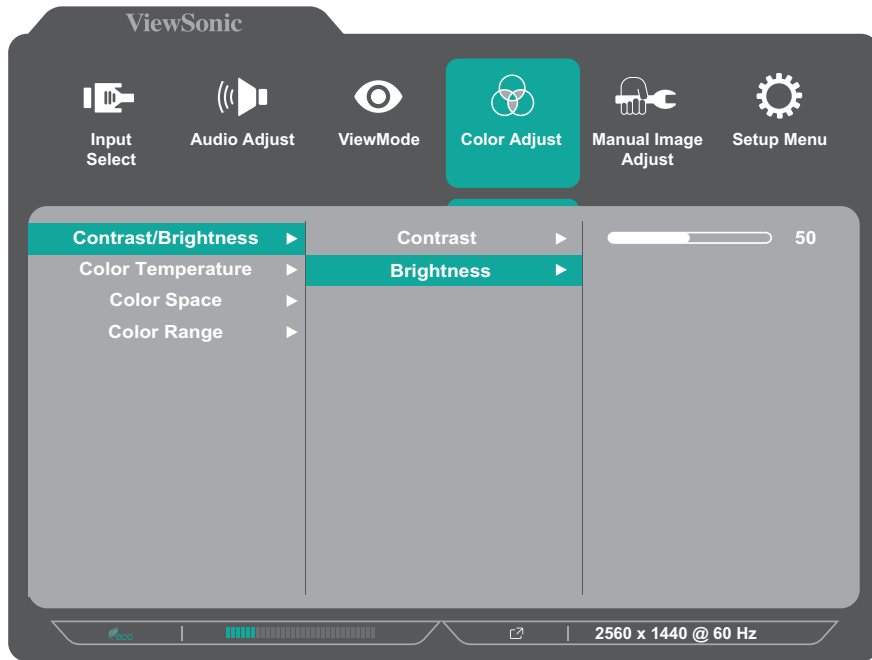 ViewSonic
Input
Select
Audio Adjust
ViewMode
Color Adjust
Manual Image
Adjust
Setup Menu
Contrast/Brightness
Contrast
50
Color Temperature
Brightness
Color Space
Color Range
eco
2560 x 1440 @ 60 Hz